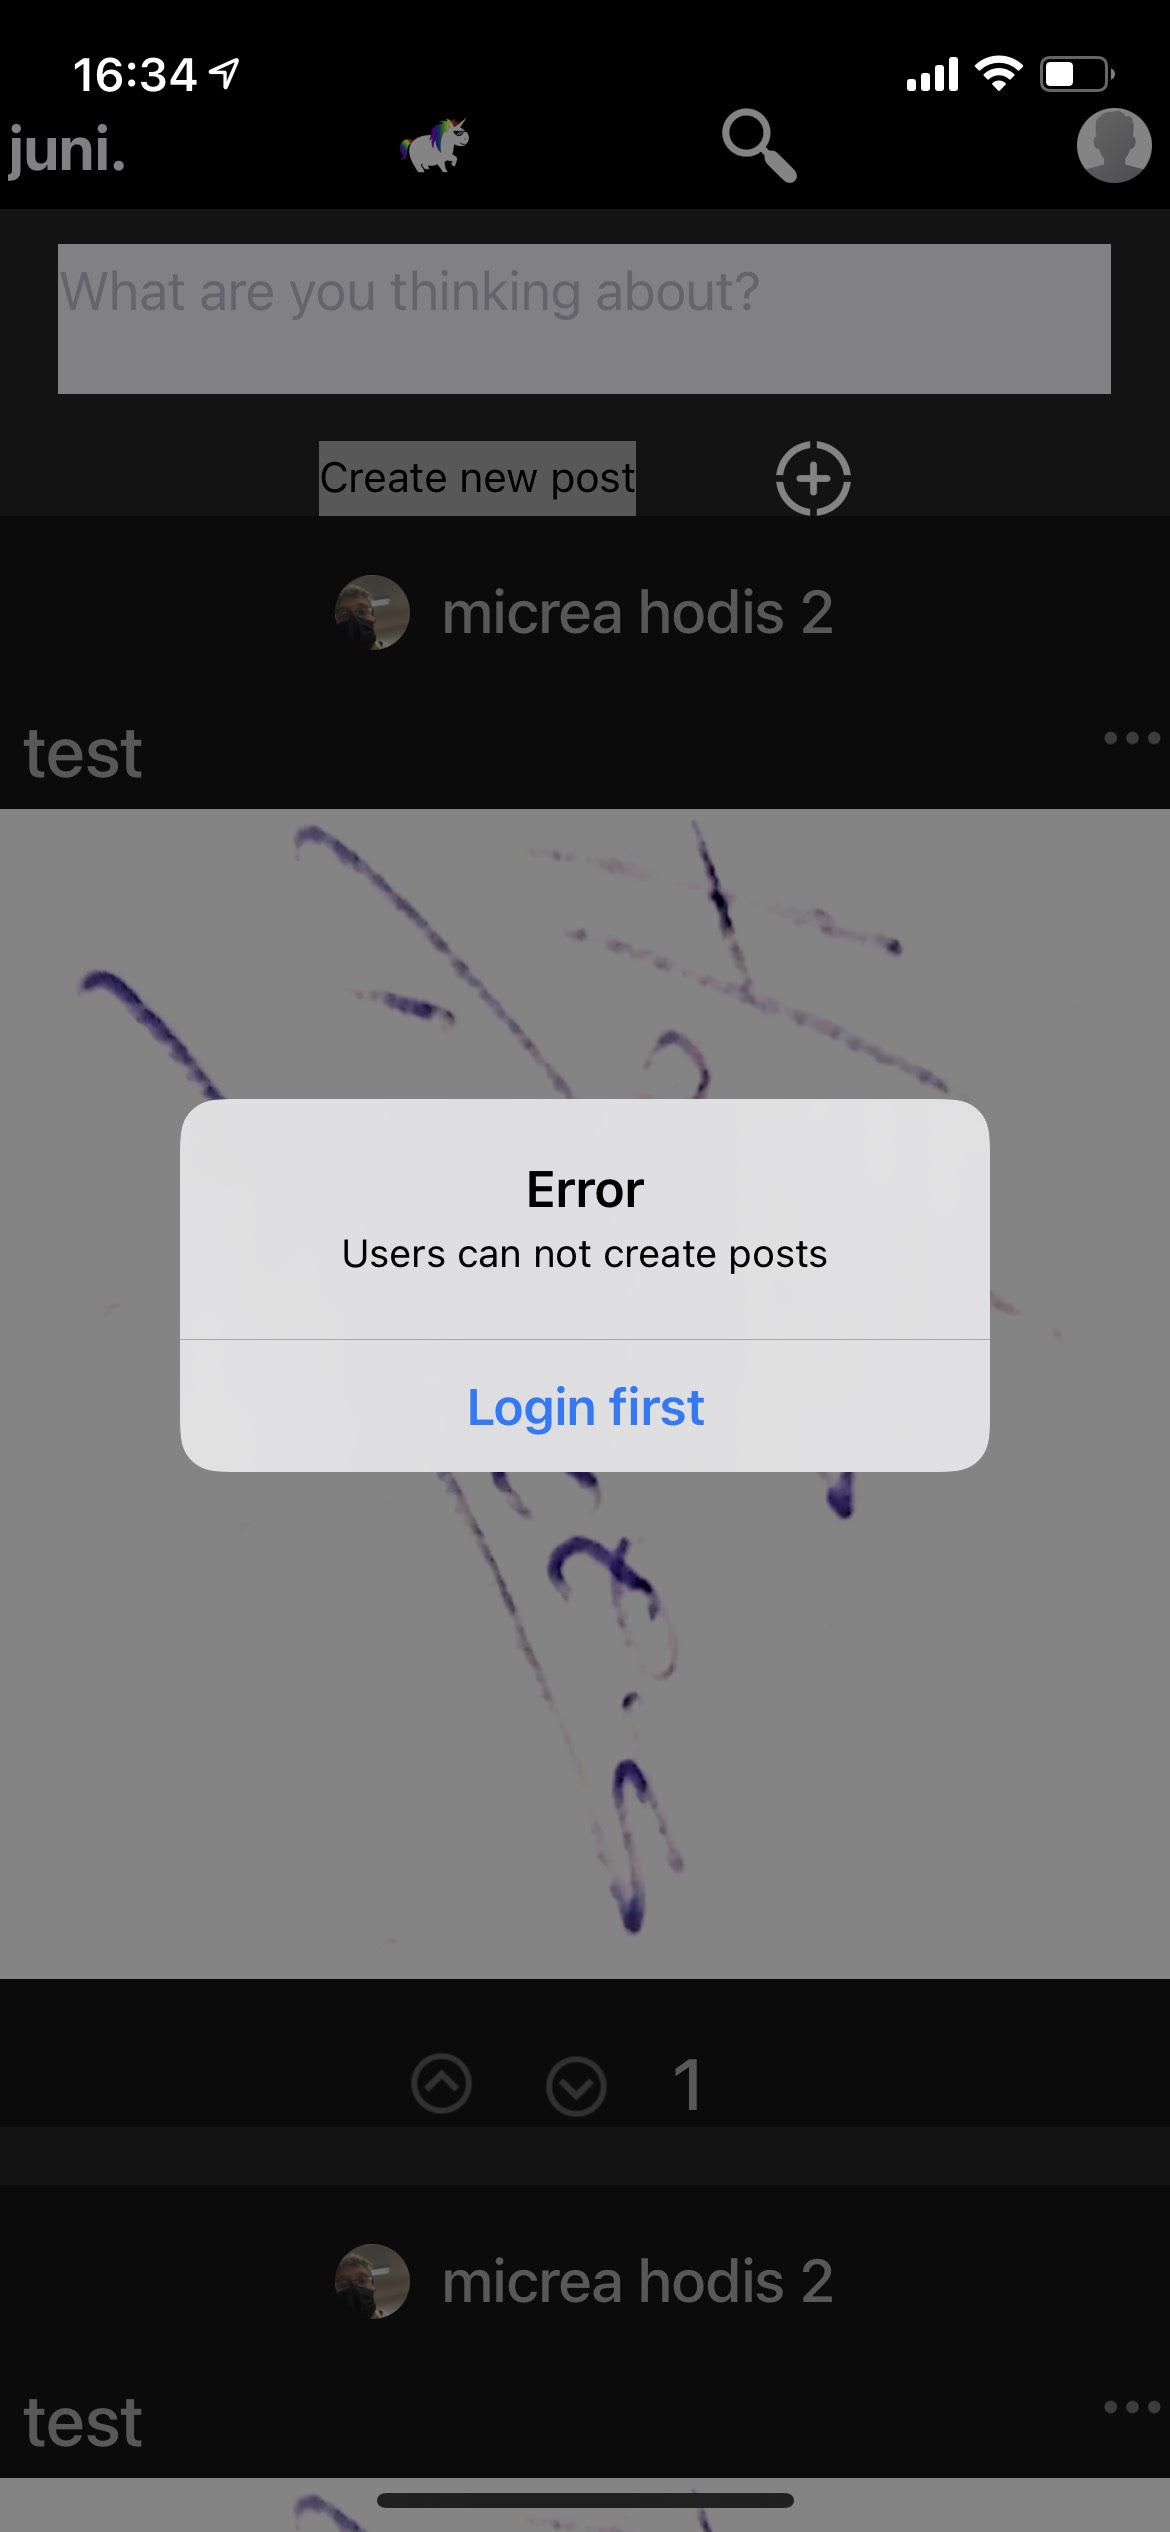 16:34
juni.
What are you thinking about?
Create new post
micrea hodis 2
test
Error
Users can not create posts
Login first
1
micrea hodis 2
test